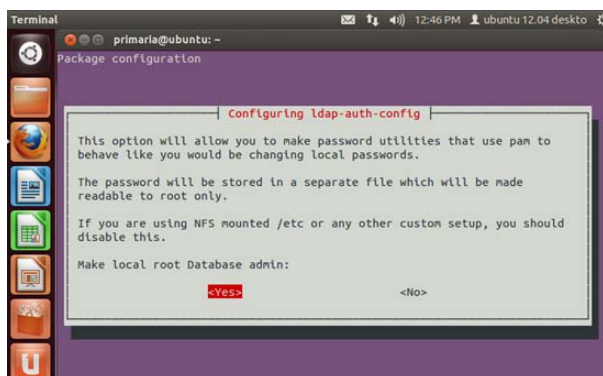 Terminal
12:46 PM
ubuntu 12.04 deskto
primaria@ubuntu: ~
Package configuration
Configuring ldap-auth-config
This option will allow you to make password utilities that use pam to
behave like you would be changing local passwords.
The password will be stored in a separate file which will be made
readable to root only.
If you are using NFS mounted /etc or any other custom setup, you should
disable this.
Make local root Database admin:
<Yes> <No>